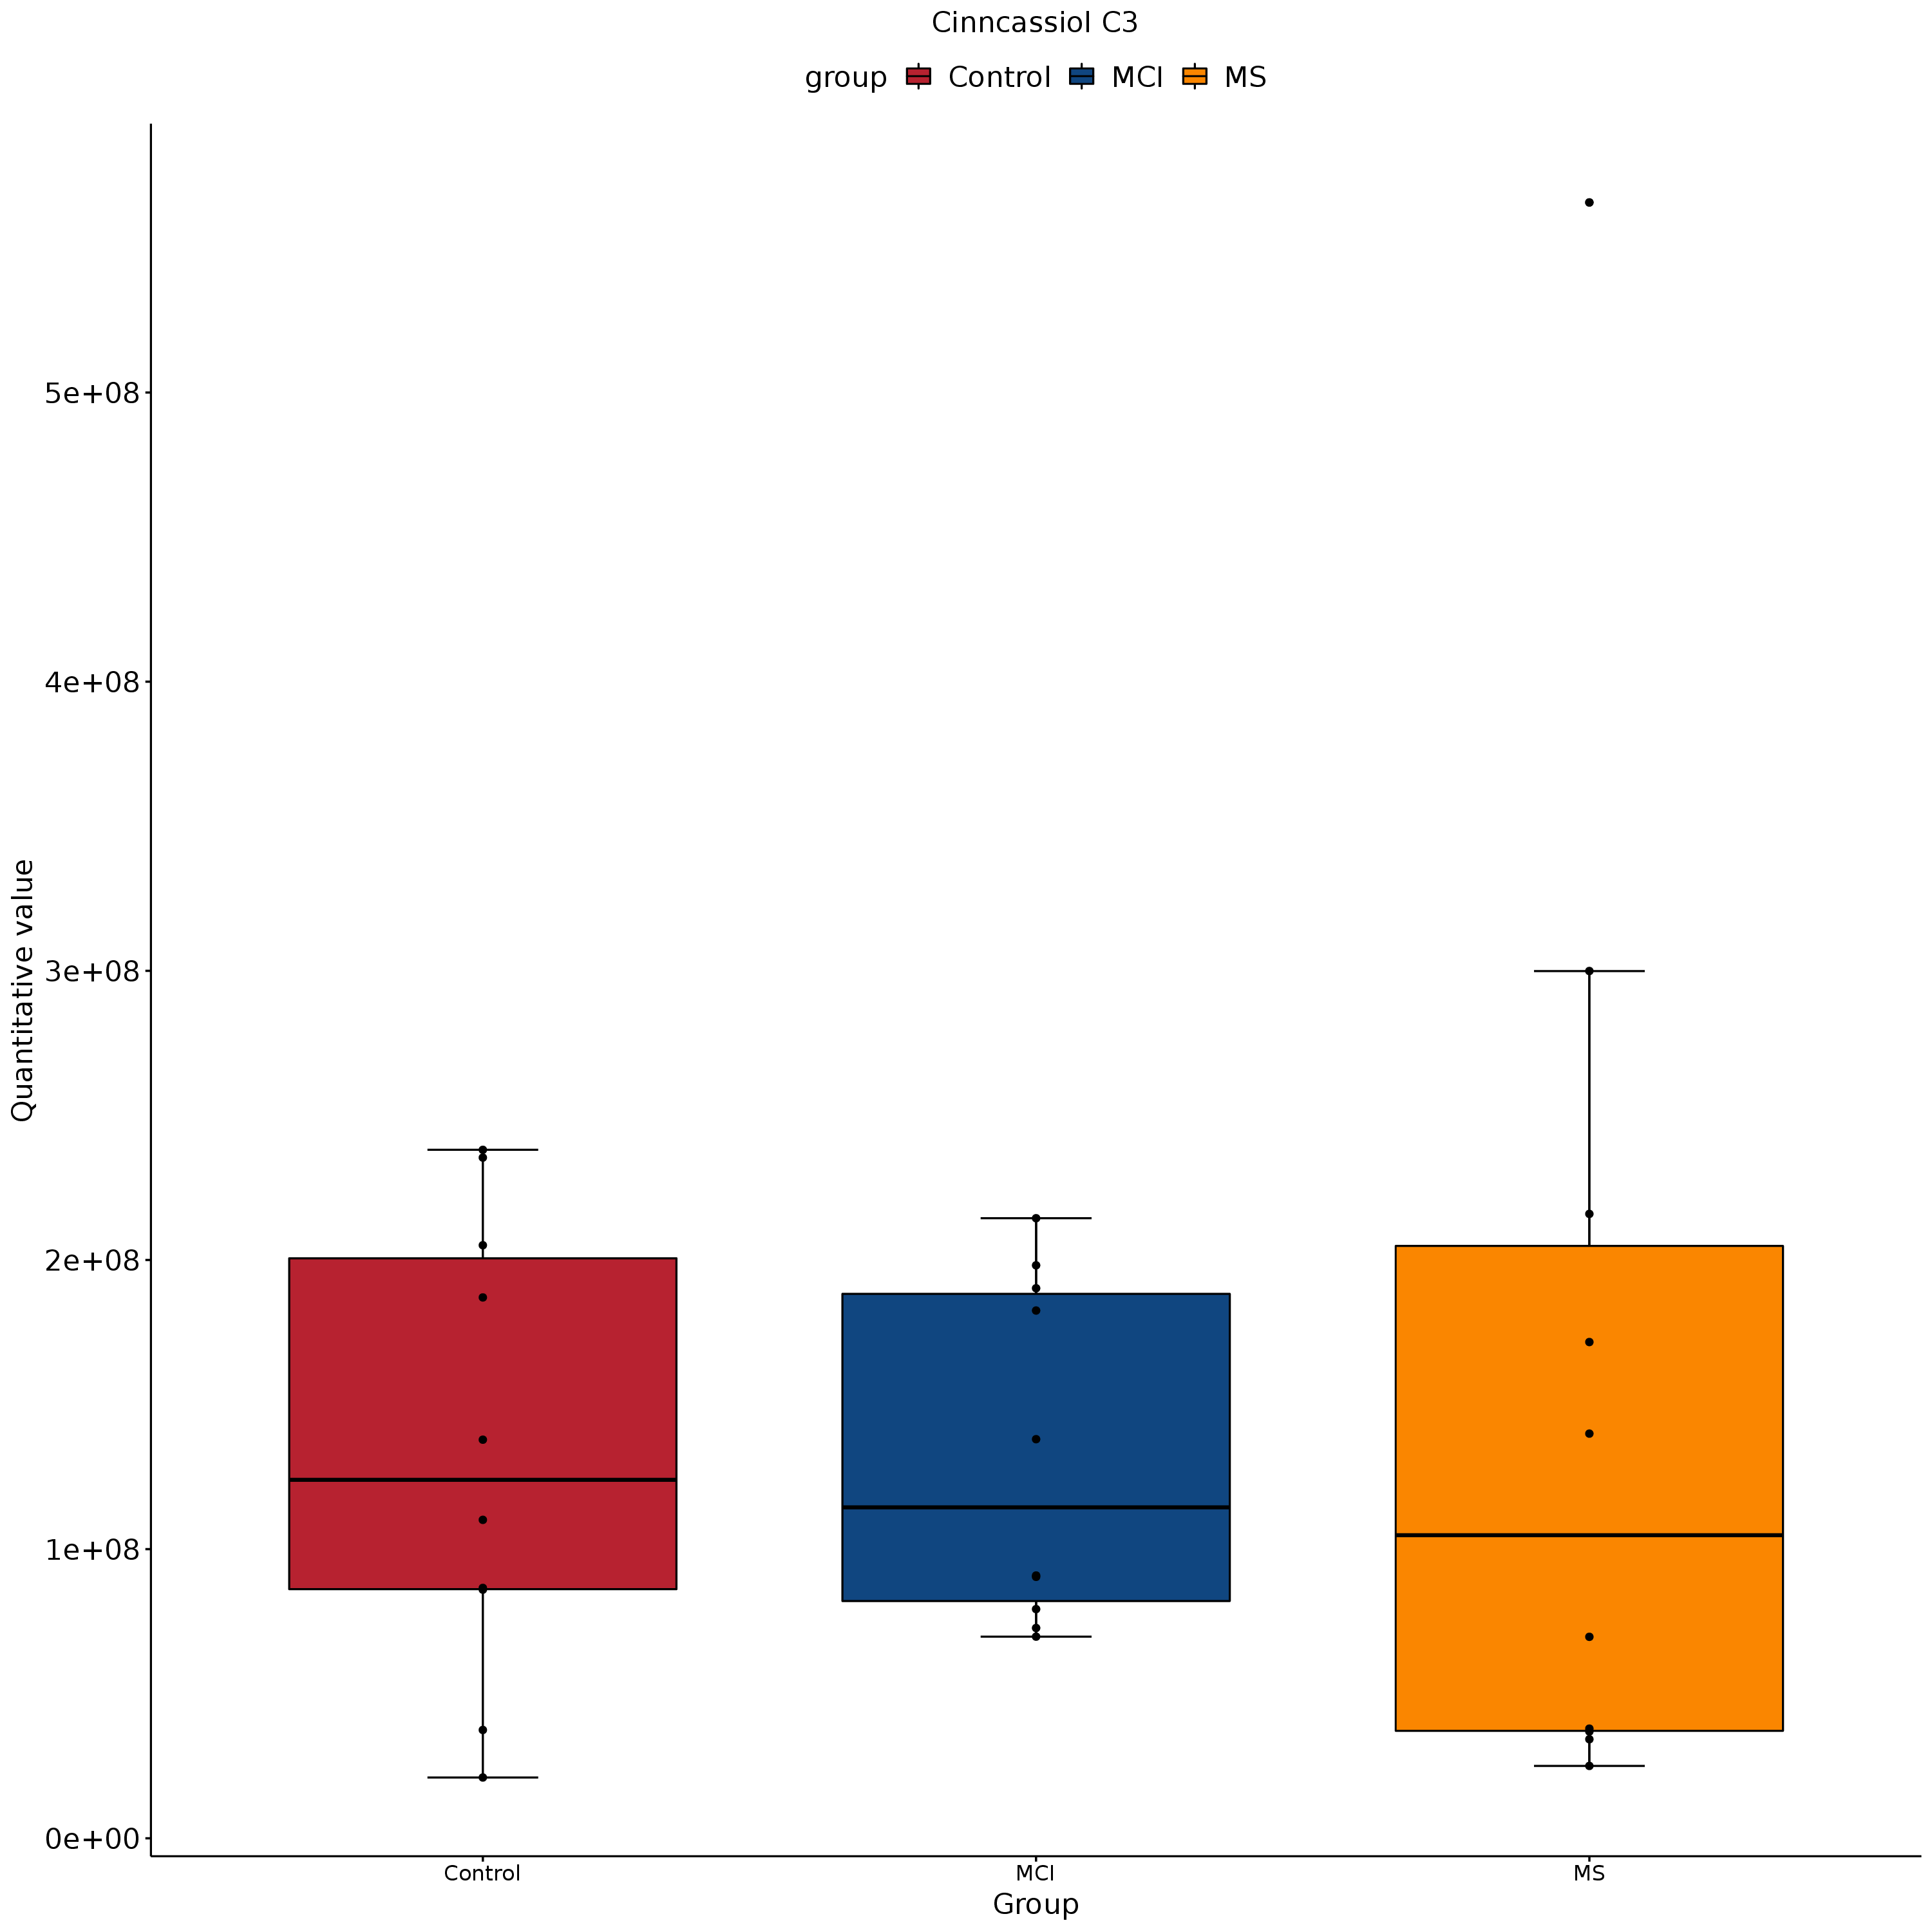 Cinncassiol C3
group Control MCI MS
Quantitative value
5e+08
4e+08
3e+08
2e+08
1e+08
0e+00
Control MCI MS
Group